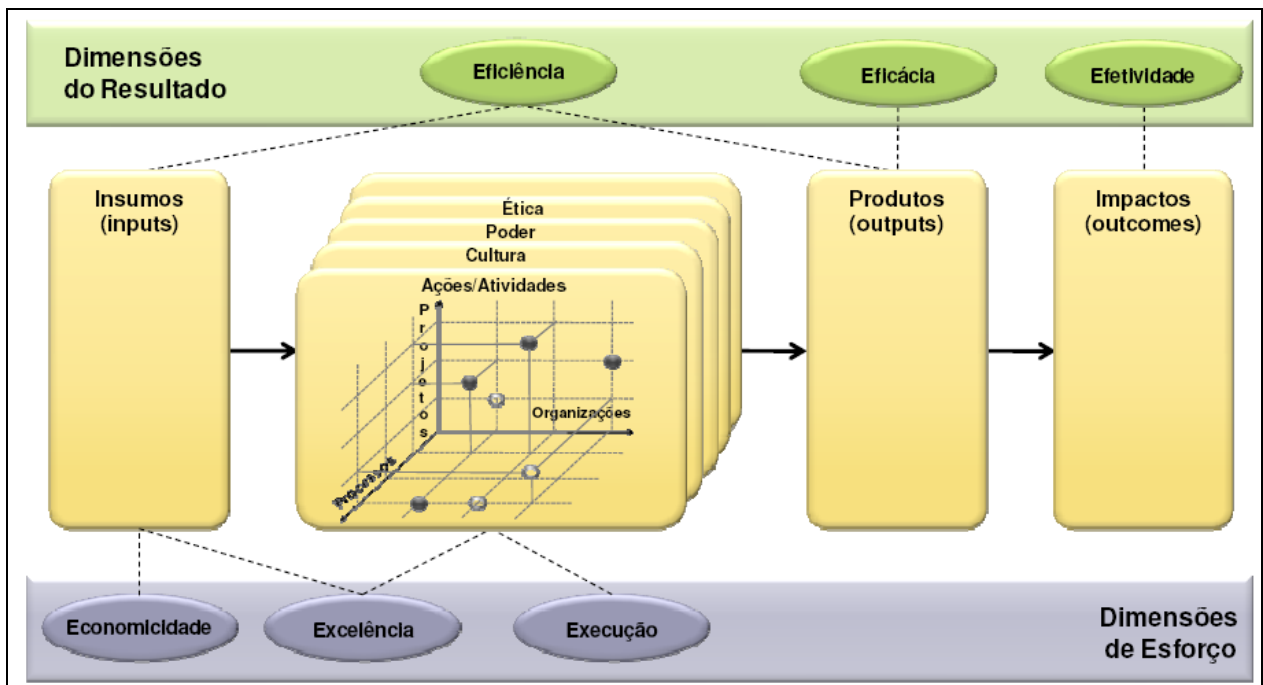 Dimensões
do Resultado
Eficiência
Eficácia
Efetividade
Insumos
(inputs)
Ética
Poder
Cultura
Ações/Atividades
Projetos
Organizações
Processos
Produtos
(outputs)
Impactos
(outcomes)
Economicidade
Excelência
Execução
Dimensões
de Esforço